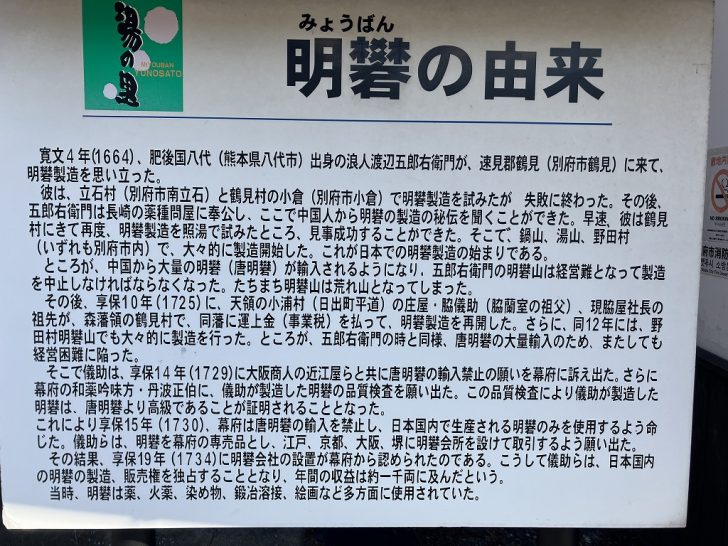 湯の里
MYOUBAN
YUNOSATO
みょうばん
明礬の由来
寛文4年(1664)、肥後国八代（熊本県八代市）出身の浪人渡辺五郎右衛門が、速見郡鶴見（別府市鶴見）に来て、
明礬製造を思い立った。
彼は、立石村（別府市南立石）と鶴見村の小倉（別府市小倉）で明礬製造を試みたが 失敗に終わった。その後、
五郎右衛門は長崎の薬種問屋に奉公し、ここで中国人から明礬の製造の秘伝を聞くことができた。早速、彼は鶴見
村にきて再度、明礬製造を照湯で試みたところ、見事成功することができた。そこで、鍋山、湯山、野田村
（いずれも別府市内）で、大々的に製造開始した。これが日本での明礬製造の始まりである。
ところが、中国から大量の明礬（唐明礬）が輸入されるようになり、五郎右衛門の明礬山は経営難となって製造
を中止しなければならなくなった。たちまち明礬山は荒れ山となってしまった。
その後、享保10年(1725)に、天領の小浦村（日出町平道）の庄屋・脇儀助（脇蘭室の祖父）、現脇屋社長の
祖先が、森藩領の鶴見村で、同藩に運上金（事業税）を払って、明礬製造を再開した。さらに、同12年には、野
田村明礬山でも大々的に製造を行った。ところが、五郎右衛門の時と同様、唐明礬の大量輸入のため、またしても
経営困難に陥った。
そこで儀助は、享保14年(1729)に大阪商人の近江屋らと共に唐明礬の輸入禁止の願いを幕府に訴え出た。さらに
幕府の和薬吟味方・丹波正伯に、儀助が製造した明礬の品質検査を願い出た。この品質検査により儀助が製造した
明礬は、唐明礬より高級であることが証明されることとなった。
これにより享保15年(1730)、幕府は唐明礬の輸入を禁止し、日本国内で生産される明礬のみを使用するよう命
じた。儀助らは、明礬を幕府の専売品とし、江戸、京都、大阪、堺に明礬会所を設けて取引するよう願い出た。
その結果、享保19年(1734)に明礬会社の設置が幕府から認められたのである。こうして儀助らは、日本国内
の明礬の製造、販売権を独占することとなり、年間の収益は約一千両に及んだという。
当時、明礬は薬、火薬、染め物、鍛冶溶接、絵画など多方面に使用されていた。